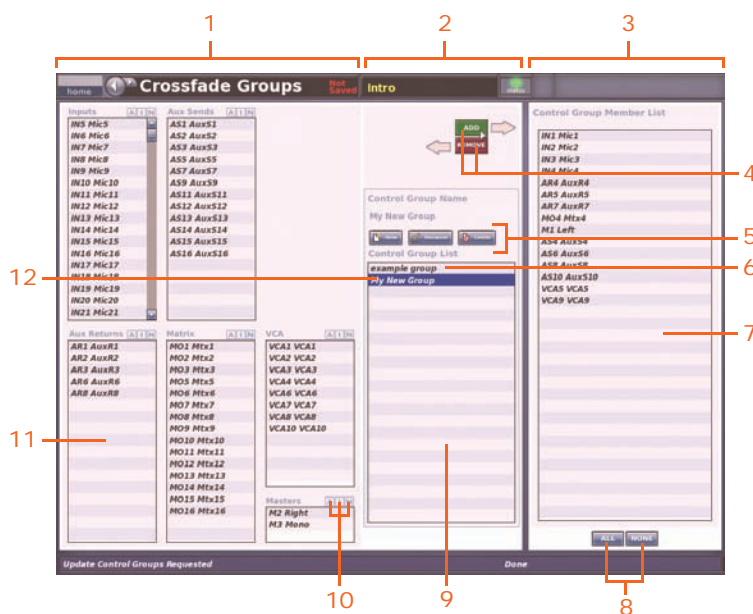 1
2
3
home
Crossfade Groups
Not Saved
Intro
status
Inputs
A I N
IN5 Mic5
IN6 Mic6
IN7 Mic7
IN8 Mic8
IN9 Mic9
IN10 Mic10
IN11 Mic11
IN12 Mic12
IN13 Mic13
IN14 Mic14
IN15 Mic15
IN16 Mic16
IN17 Mic17
IN18 Mic18
IN19 Mic19
IN20 Mic20
IN21 Mic21
Aux Sends
A I N
AS1 AuxS1
AS2 AuxS2
AS3 AuxS3
AS5 AuxS5
AS7 AuxS7
AS9 AuxS9
AS11 AuxS11
AS12 AuxS12
AS13 AuxS13
AS14 AuxS14
AS15 AuxS15
AS16 AuxS16
Aux Returns
A I N
AR1 AuxR1
AR2 AuxR2
AR3 AuxR3
AR6 AuxR6
AR8 AuxR8
Matrix
A I N
MO1 Mtx1
MO2 Mtx2
MO3 Mtx3
MO5 Mtx5
MO6 Mtx6
MO7 Mtx7
MO8 Mtx8
MO9 Mtx9
MO10 Mtx10
MO11 Mtx11
MO12 Mtx12
MO13 Mtx13
MO14 Mtx14
MO15 Mtx15
MO16 Mtx16
VCA
A I N
VCA1 VCA1
VCA2 VCA2
VCA3 VCA3
VCA4 VCA4
VCA6 VCA6
VCA7 VCA7
VCA8 VCA8
VCA10 VCA10
Masters
A I N
M2 Right
M3 Mono
ADD
REMOVE
Control Group Name
My New Group
Control Group List
example group
My New Group
Control Group Member List
IN1 Mic1
IN2 Mic2
IN3 Mic3
IN4 Mic4
AR4 AuxR4
AR5 AuxR5
AR7 AuxR7
MO4 Mtx4
M1 Left
AS4 AuxS4
AS6 AuxS6
AS8 AuxS8
AS10 AuxS10
VCA5 VCA5
VCA9 VCA9
ALL
NONE
Update Control Groups Requested
Done
4
5
6
7
8
9
10
11
12